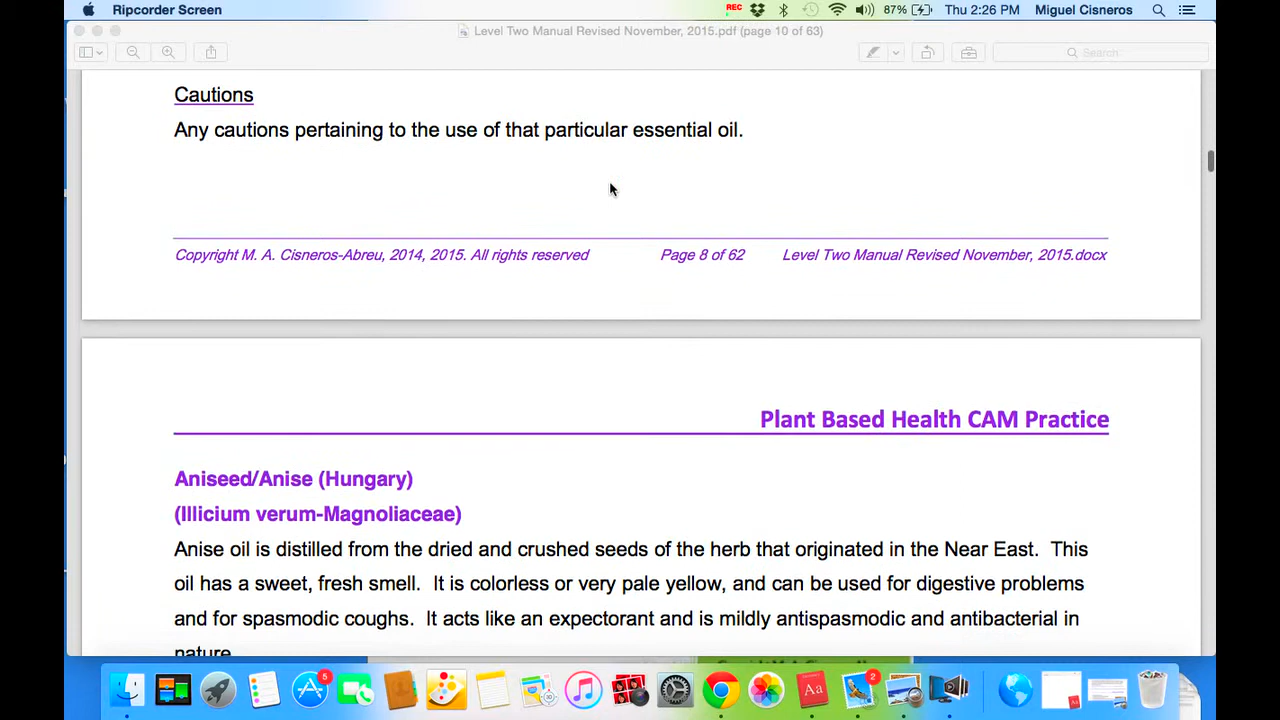 Ripcorder Screen
REC
87%
Thu 2:26 PM
Miguel Cisneros
Level Two Manual Revised November, 2015.pdf (page 10 of 63)
Search
Cautions
Any cautions pertaining to the use of that particular essential oil.
Copyright M. A. Cisneros-Abreu, 2014, 2015. All rights reserved Page 8 of 62 Level Two Manual Revised November, 2015.docx
Plant Based Health CAM Practice
Aniseed/Anise (Hungary)
(Illicium verum-Magnoliaceae)
Anise oil is distilled from the dried and crushed seeds of the herb that originated in the Near East. This
oil has a sweet, fresh smell. It is colorless or very pale yellow, and can be used for digestive problems
and for spasmodic coughs. It acts like an expectorant and is mildly antispasmodic and antibacterial in
nature.
5
Aa
2